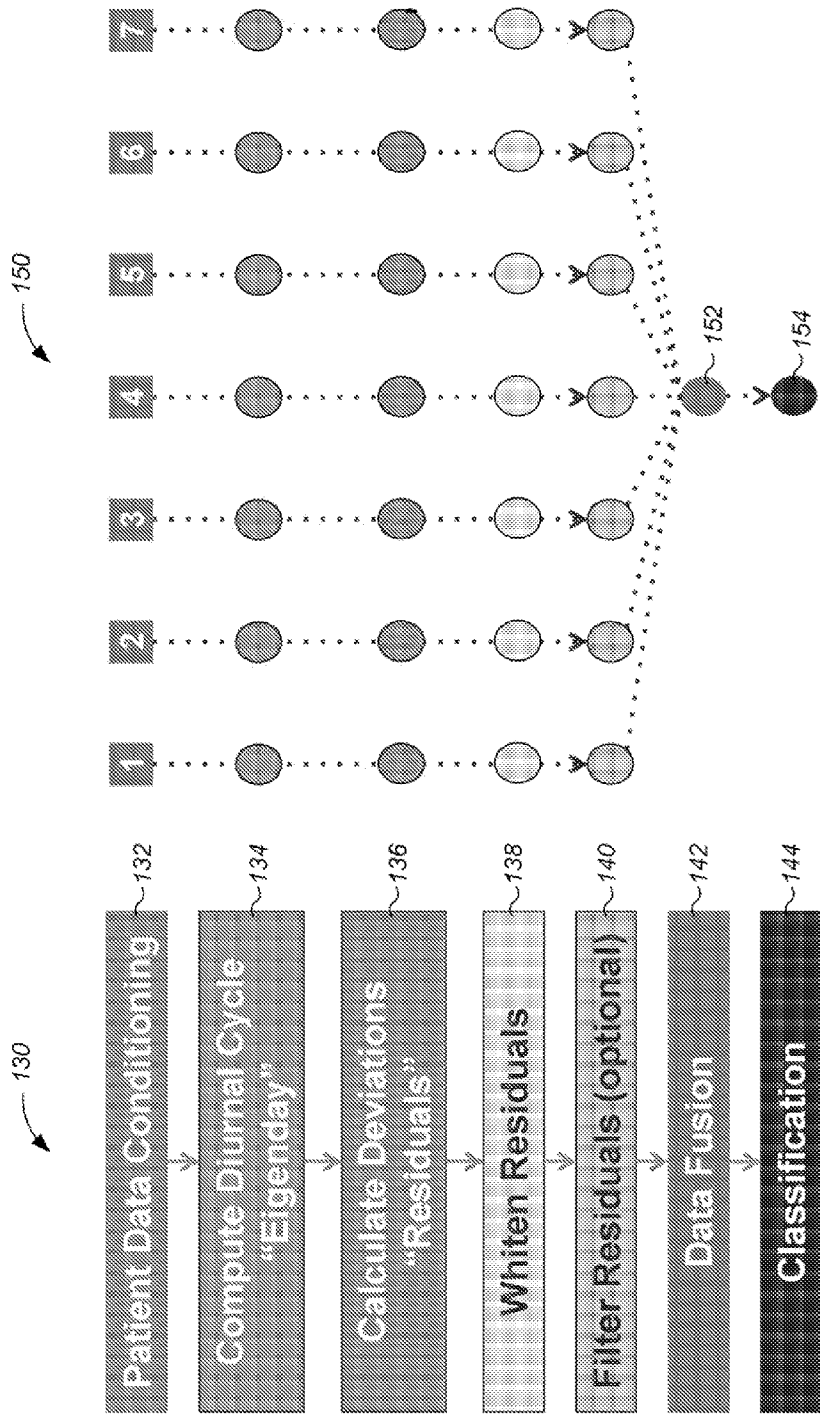 130
Patient Data Conditioning
132
Compute Diurnal Cycle
“Eigenday”
134
Calculate Deviations
“Residuals”
136
Whiten Residuals
138
Filter Residuals (optional)
140
Data Fusion
142
Classification
144
150
1
2
3
4
5
6
7
152
154